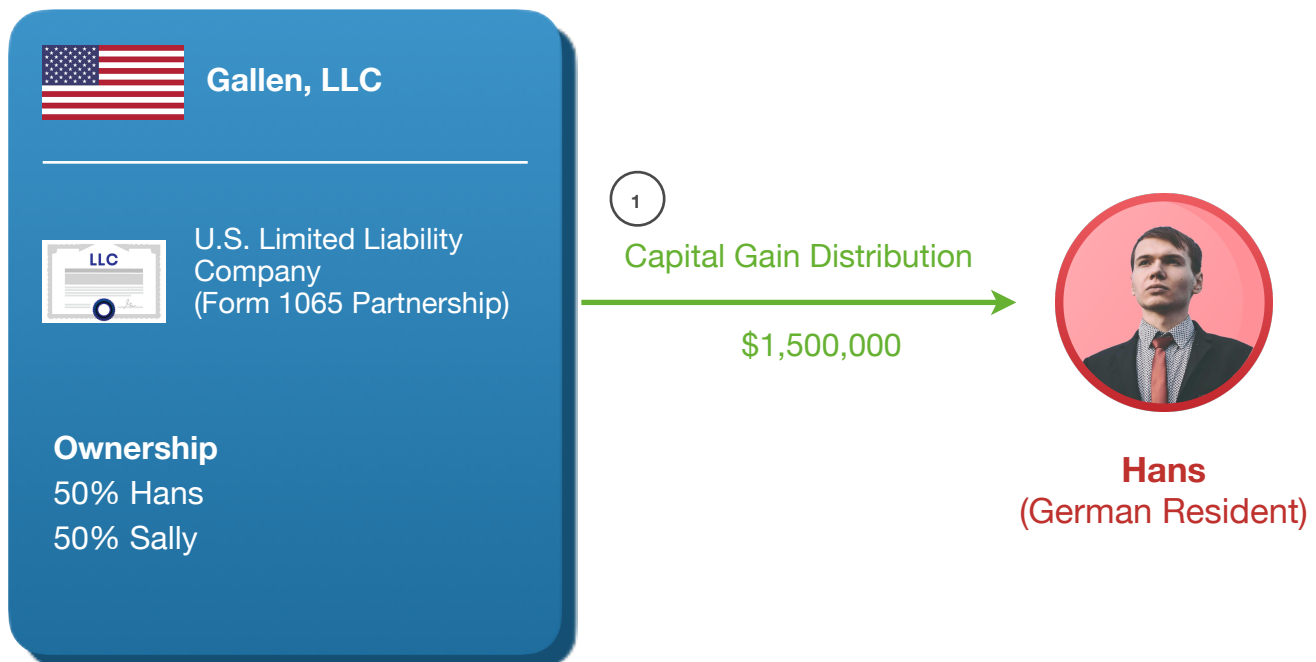 Gallen, LLC
LLC
U.S. Limited Liability
Company
(Form 1065 Partnership)
Ownership
50% Hans
50% Sally
1
Capital Gain Distribution
$1,500,000
Hans
(German Resident)